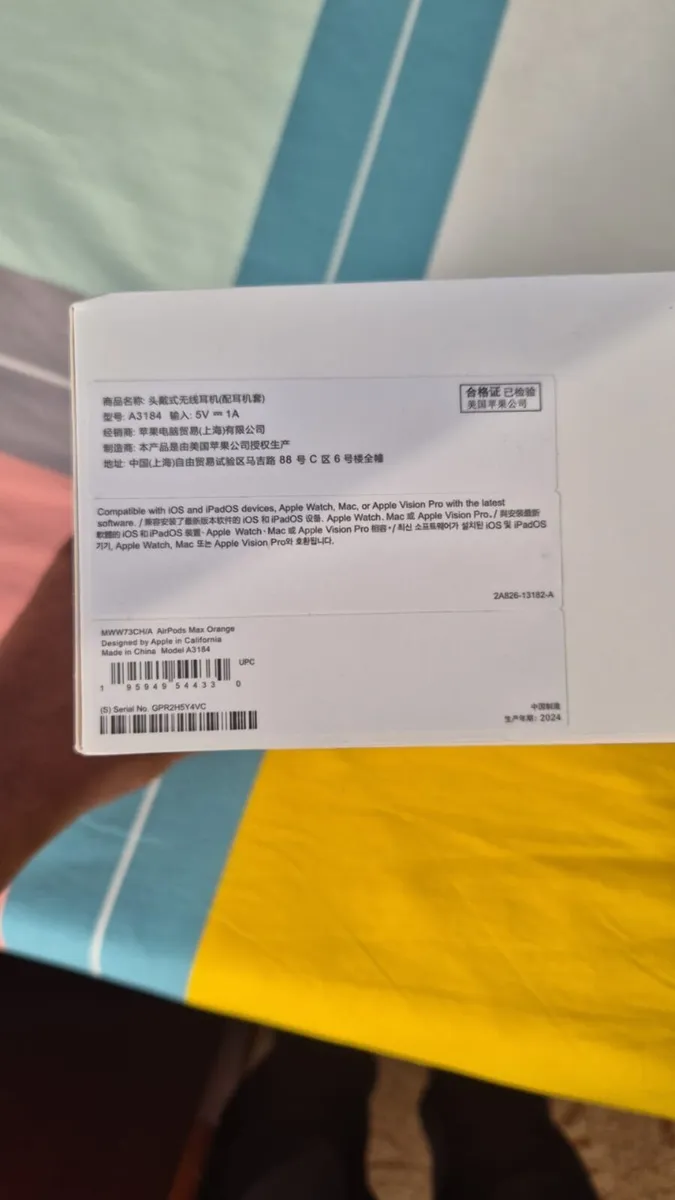 商品名称: 头戴式无线耳机(配耳机套)
型号: A3184 输入: 5V ⎓ 1A
经销商: 苹果电脑贸易(上海)有限公司
制造商: 本产品是由美国苹果公司授权生产
地址: 中国(上海)自由贸易试验区马吉路 88 号 C 区 6 号楼全幢
合格证 已检验
美国苹果公司
Compatible with iOS and iPadOS devices, Apple Watch, Mac, or Apple Vision Pro with the latest
software. / 兼容安装了最新版本软件的 iOS 和 iPadOS 设备、Apple Watch、Mac 或 Apple Vision Pro。/ 與安裝最新
軟體的 iOS 和 iPadOS 裝置、Apple Watch、Mac 或 Apple Vision Pro 相容。/ 최신 소프트웨어가 설치된 iOS 및 iPadOS
기기, Apple Watch, Mac 또는 Apple Vision Pro와 호환됩니다.
2A826-13182-A
MWW73CH/A AirPods Max Orange
Designed by Apple in California
Made in China Model A3184
UPC
1 95949 54433 0
(S) Serial No. GPR2H5Y4VC
中国制造
生产年期: 2024